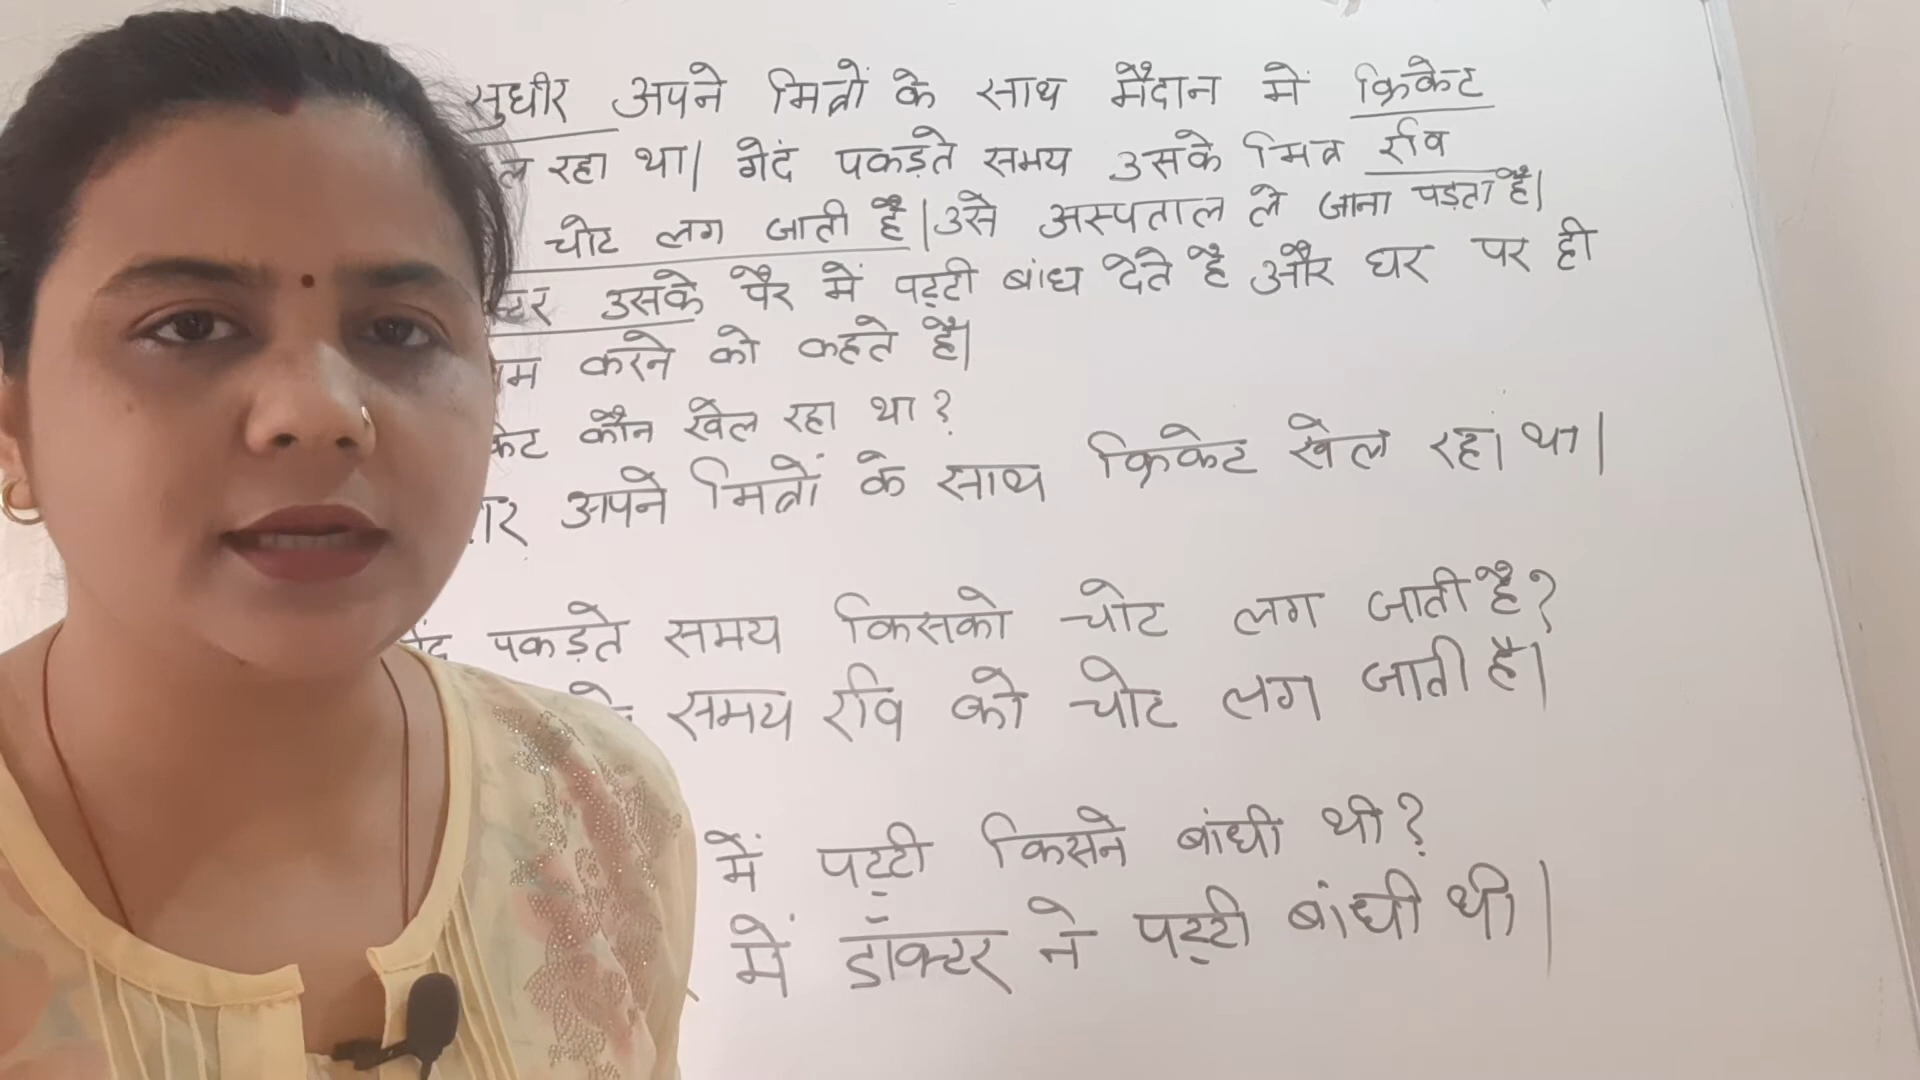 सुधीर अपने मित्रों के साथ मैदान में क्रिकेट
रहा था। गेदं पकड़ते समय उसके मित्र रवि
चोट लग जाती है। उसे अस्पताल ले जाना पड़ता है।
उसके पैर में पट्टी बांध देते है और घर पर ही
करने को कहते है।
कौन खेल रहा था?
अपने मित्रों के साथ क्रिकेट खेल रहा था।
पकड़ते समय किसको चोट लग जाती है?
समय रवि को चोट लग जाती है।
में पट्टी किसने बांधी थी?
में डॉक्टर ने पट्टी बांधी थी।